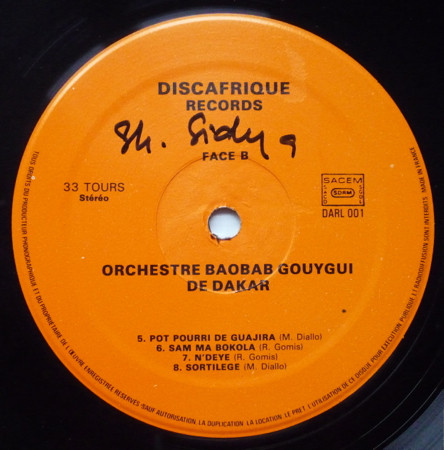 DISCAFRIQUE
RECORDS
Sh. Sidya
FACE B
33 TOURS
Stéréo
SACEM
SDRM
DARL 001
ORCHESTRE BAOBAB GOUYGUI
DE DAKAR
5. POT POURRI DE GUAJIRA (M. Diallo)
6. SAM MA BOKOLA (R. Gomis)
7. N'DEYE (R. Gomis)
8. SORTILEGE (M. Diallo)
TOUS DROITS DU PRODUCTEUR PHONOGRAPHIQUE ET DU PROPRIETAIRE DE L'ŒUVRE ENREGISTREE RESERVES - SAUF AUTORISATION, LA DUPLICATION, LA LOCATION, LE PRET, L'UTILISATION DE CE DISQUE POUR EXECUTION PUBLIQUE ET RADIODIFFUSION SONT INTERDITS. MADE IN FRANCE